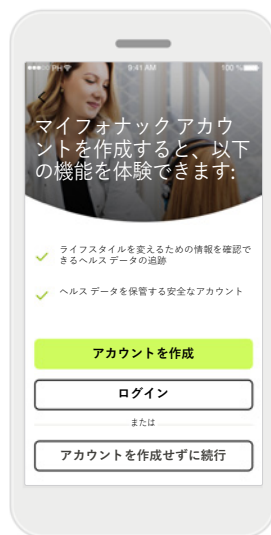 PH 9:41 AM 100 %
マイフォナック アカウ
ントを作成すると、以下
の機能を体験できます:
ライフスタイルを変えるための情報を確認で
きるヘルス データの追跡
ヘルス データを保管する安全なアカウント
アカウントを作成
ログイン
または
アカウントを作成せずに続行